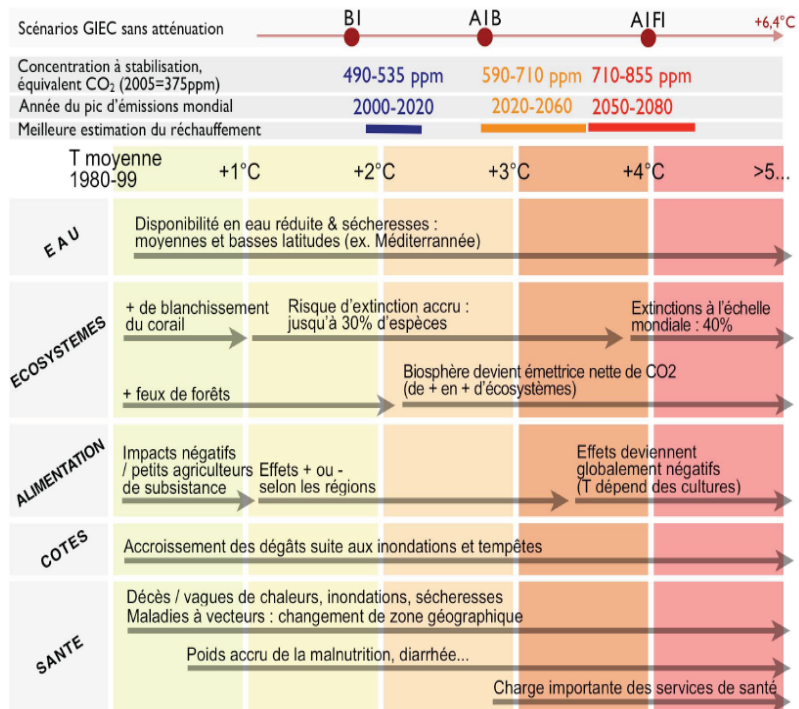 Scénarios GIEC sans atténuation
B1 A1B A1FI
+6,4°C
Concentration à stabilisation,
équivalent CO₂ (2005=375ppm)
490-535 ppm 590-710 ppm 710-855 ppm
Année du pic d'émissions mondial 2000-2020 2020-2060 2050-2080
Meilleure estimation du réchauffement
T moyenne
1980-99
+1°C +2°C +3°C +4°C >5...
EAU
Disponibilité en eau réduite & sécheresses :
moyennes et basses latitudes (ex. Méditerrannée)
ECOSYSTEMES
+ de blanchissement
du corail
Risque d'extinction accru :
jusqu'à 30% d'espèces
Extinctions à l'échelle
mondiale : 40%
+ feux de forêts
Biosphère devient émettrice nette de CO2
(de + en + d'écosystèmes)
ALIMENTATION
Impacts négatifs
/ petits agriculteurs
de subsistance
Effets + ou -
selon les régions
Effets deviennent
globalement négatifs
(T dépend des cultures)
COTES
Accroissement des dégâts suite aux inondations et tempêtes
SANTE
Décès / vagues de chaleurs, inondations, sécheresses
Maladies à vecteurs : changement de zone géographique
Poids accru de la malnutrition, diarrhée...
Charge importante des services de santé